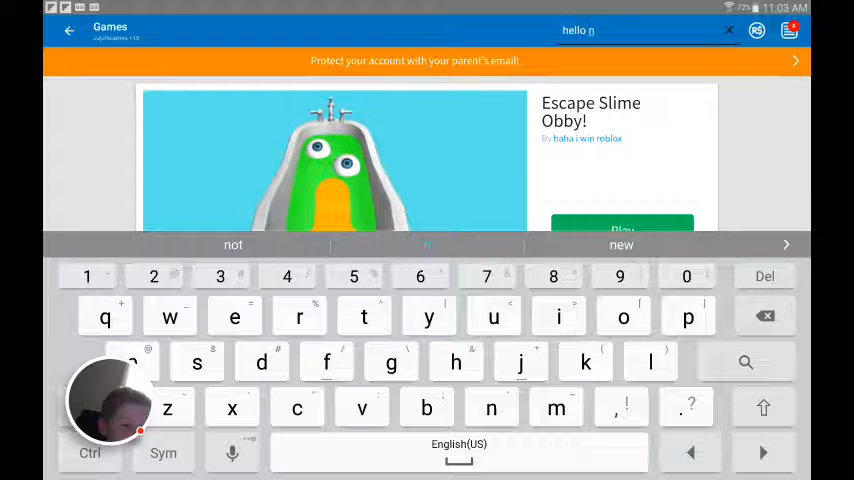 72% 11:03 AM
Games
hello n
Protect your account with your parent's email!
Escape Slime
Obby!
By haha i win roblox
Play
not
n
new
1 2 3 4 5 6 7 8 9 0 Del
q w e r t y u i o p
s d f g h j k l
z x c v b n m , ! . ?
Ctrl Sym English(US)